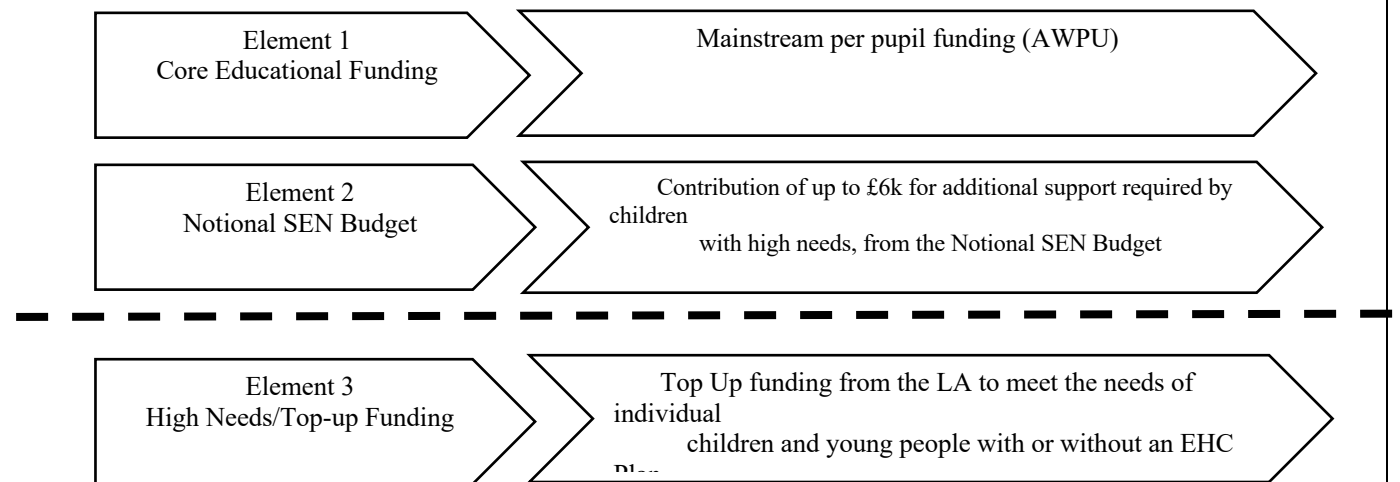 Element 1
Core Educational Funding
Mainstream per pupil funding (AWPU)
Element 2
Notional SEN Budget
Contribution of up to £6k for additional support required by
children
with high needs, from the Notional SEN Budget
Element 3
High Needs/Top-up Funding
Top Up funding from the LA to meet the needs of
individual
children and young people with or without an EHC
Plan